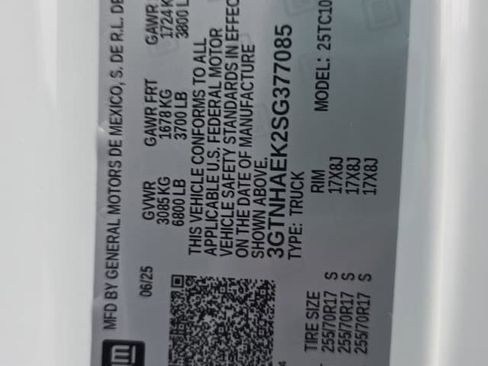 MFD BY GENERAL MOTORS DE MEXICO, S. DE R.L. DE
06/25
GVWR
3085 KG
6800 LB
GAWR FRT
1678 KG
3700 LB
GAWR
1724 K
3800 L
THIS VEHICLE CONFORMS TO ALL
APPLICABLE U.S. FEDERAL MOTOR
VEHICLE SAFETY STANDARDS IN EFFEC
ON THE DATE OF MANUFACTURE
SHOWN ABOVE.
3GTNHAEK2SG377085
TYPE: TRUCK
MODEL: 25TC10
TIRE SIZE RIM
255/70R17 S 17X8J
255/70R17 S 17X8J
255/70R17 S 17X8J